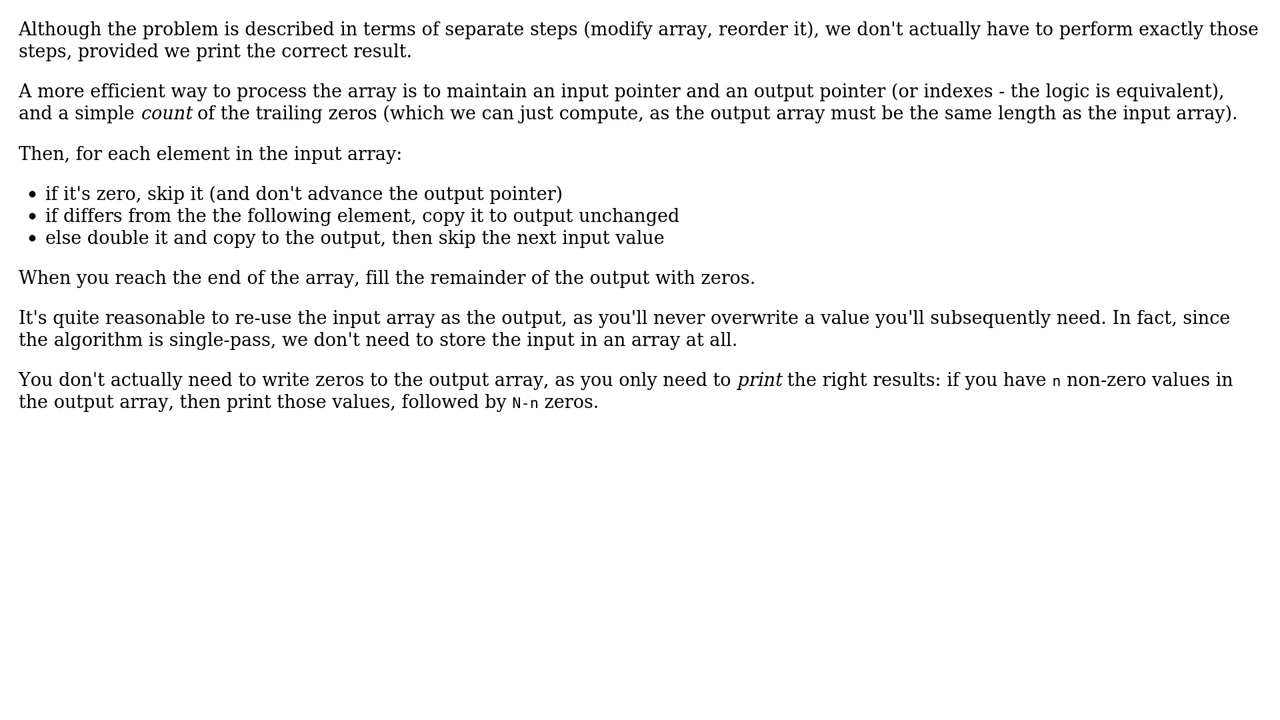 Although the problem is described in terms of separate steps (modify array, reorder it), we don't actually have to perform exactly those
steps, provided we print the correct result.
A more efficient way to process the array is to maintain an input pointer and an output pointer (or indexes - the logic is equivalent),
and a simple count of the trailing zeros (which we can just compute, as the output array must be the same length as the input array).
Then, for each element in the input array:
• if it's zero, skip it (and don't advance the output pointer)
• if differs from the the following element, copy it to output unchanged
• else double it and copy to the output, then skip the next input value
When you reach the end of the array, fill the remainder of the output with zeros.
It's quite reasonable to re-use the input array as the output, as you'll never overwrite a value you'll subsequently need. In fact, since
the algorithm is single-pass, we don't need to store the input in an array at all.
You don't actually need to write zeros to the output array, as you only need to print the right results: if you have n non-zero values in
the output array, then print those values, followed by N-n zeros.